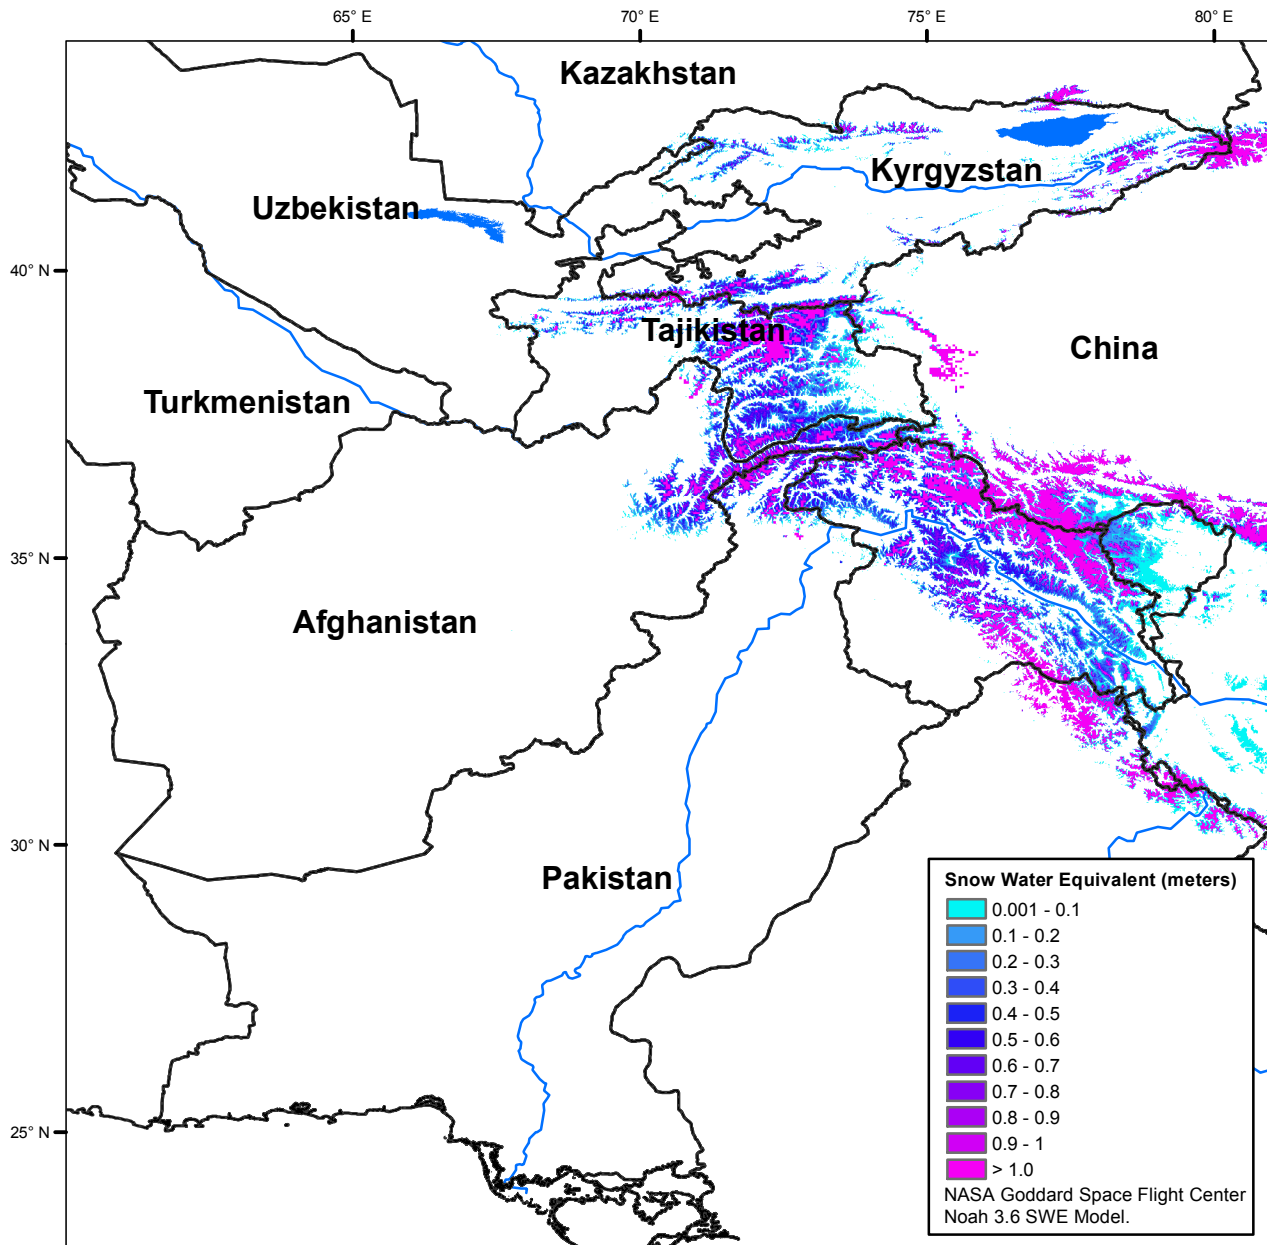 65° E
70° E
75° E
80° E
Kazakhstan
Kyrgyzstan
Uzbekistan
40° N
Tajikistan
China
Turkmenistan
35° N
Afghanistan
30° N
Pakistan
25° N
Snow Water Equivalent (meters)
0.001 - 0.1
0.1 - 0.2
0.2 - 0.3
0.3 - 0.4
0.4 - 0.5
0.5 - 0.6
0.6 - 0.7
0.7 - 0.8
0.8 - 0.9
0.9 - 1
> 1.0
NASA Goddard Space Flight Center
Noah 3.6 SWE Model.